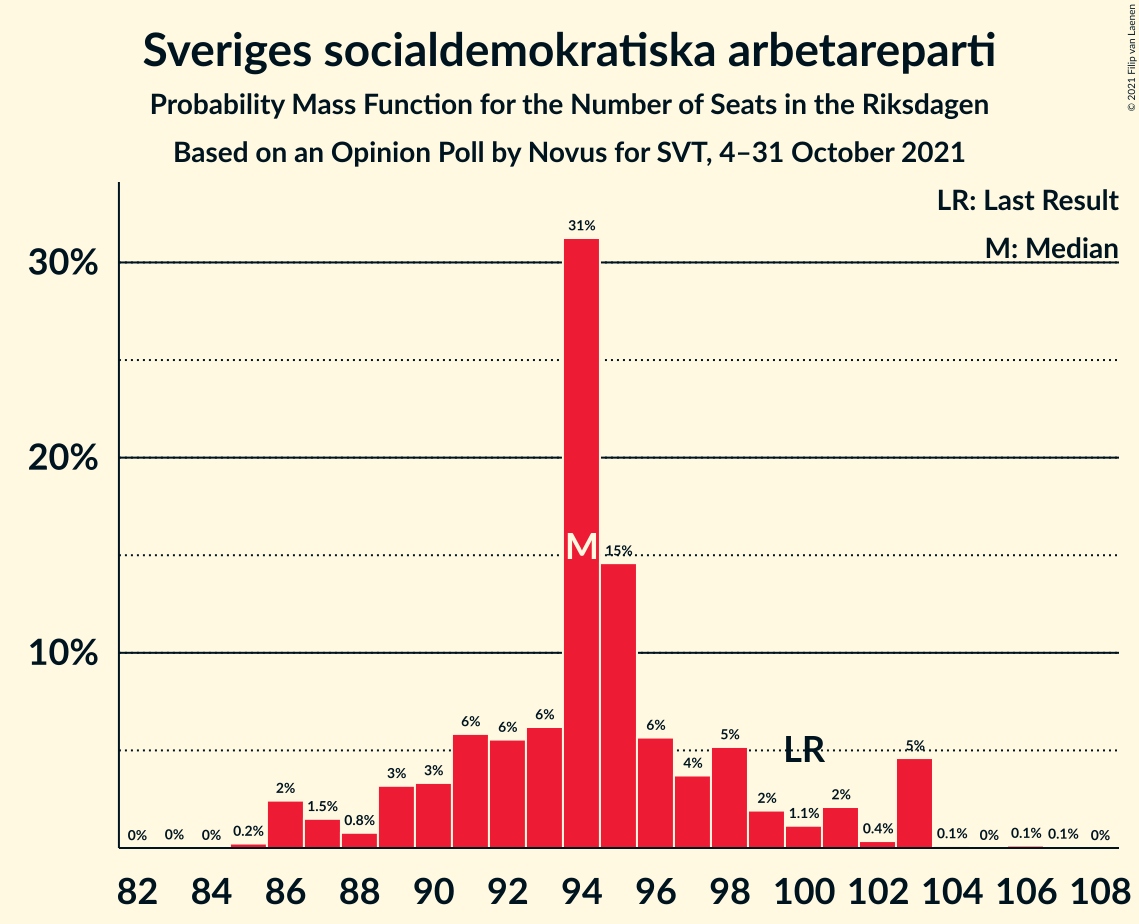 Sveriges socialdemokratiska arbetareparti
Probability Mass Function for the Number of Seats in the Riksdagen
Based on an Opinion Poll by Novus for SVT, 4–31 October 2021
© 2021 Filip van Laenen
LR: Last Result
M: Median
30%
20%
10%
0% 0% 0% 0.2% 2% 1.5% 0.8% 3% 3% 6% 6% 6% 31% 15% 6% 4% 5% 2% 1.1% 2% 0.4% 5% 0.1% 0% 0.1% 0.1% 0%
M
LR
82 84 86 88 90 92 94 96 98 100 102 104 106 108